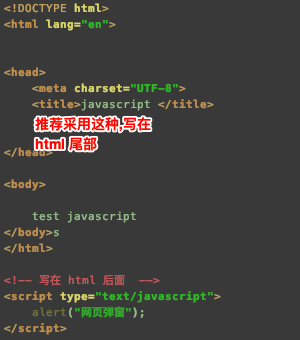 <!DOCTYPE html>
<html lang="en">
<head>
<meta charset="UTF-8">
<title>javascript </title>
推荐采用这种,写在
html 尾部
</head>
<body>
test javascript
</body>s
</html>
<!-- 写在 html 后面  -->
<script type="text/javascript">
alert("网页弹窗");
</script>